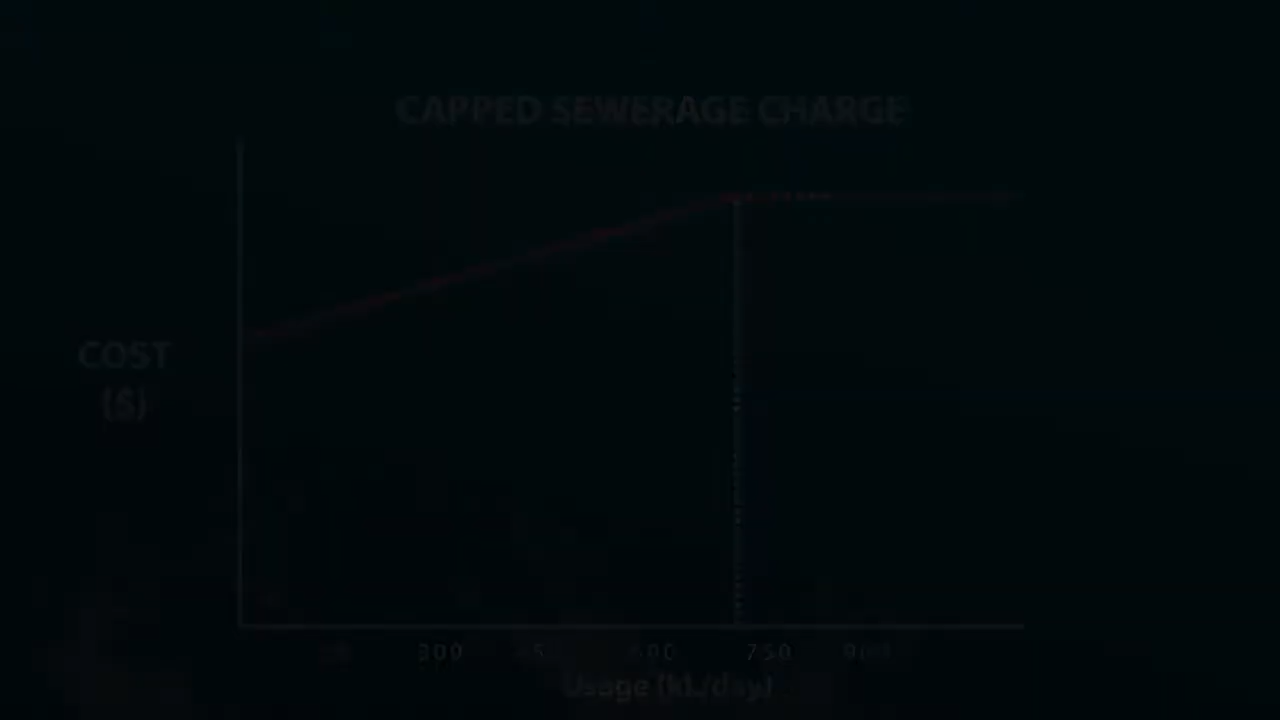 CAPPED SEWERAGE CHARGE
COST
($)
300 600 750
Usage (kL/day)